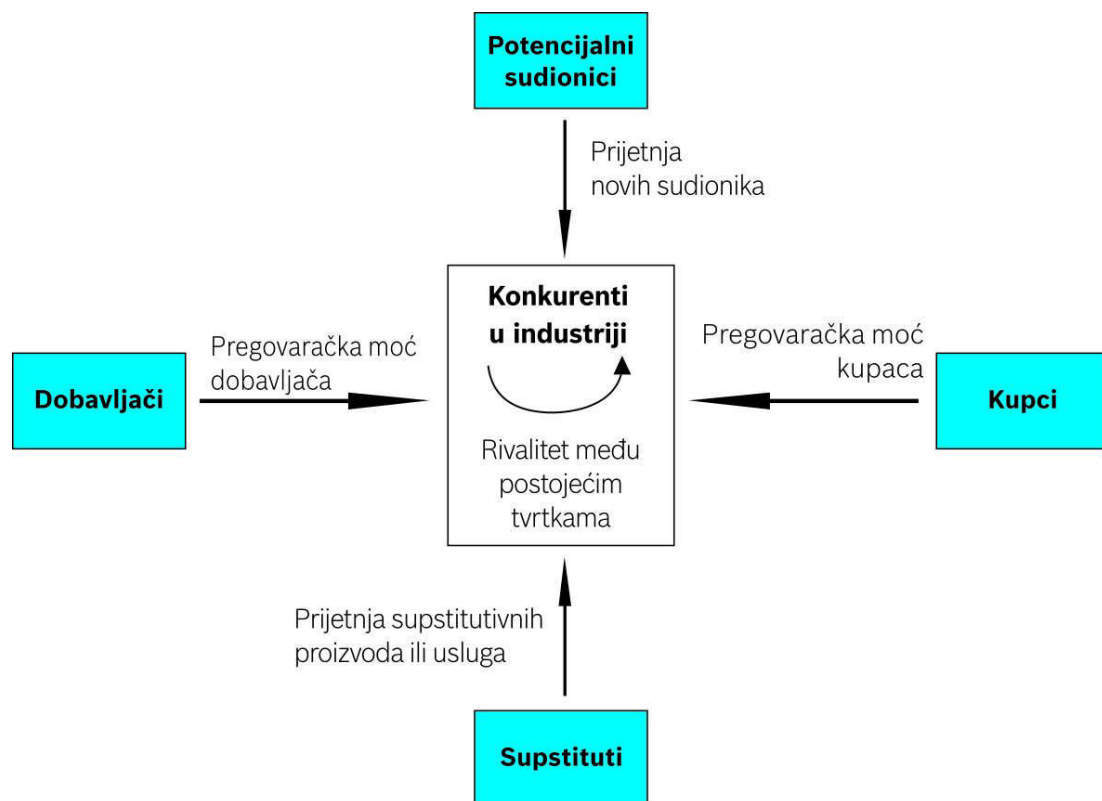 Potencijalni
sudionici
Prijetnja
novih sudionika
Konkurenti
u industriji
Pregovaračka moć
dobavljača
Pregovaračka moć
kupaca
Dobavljači
Kupci
Rivalitet među
postojećim
tvrtkama
Prijetnja supstitutivnih
proizvoda ili usluga
Supstituti